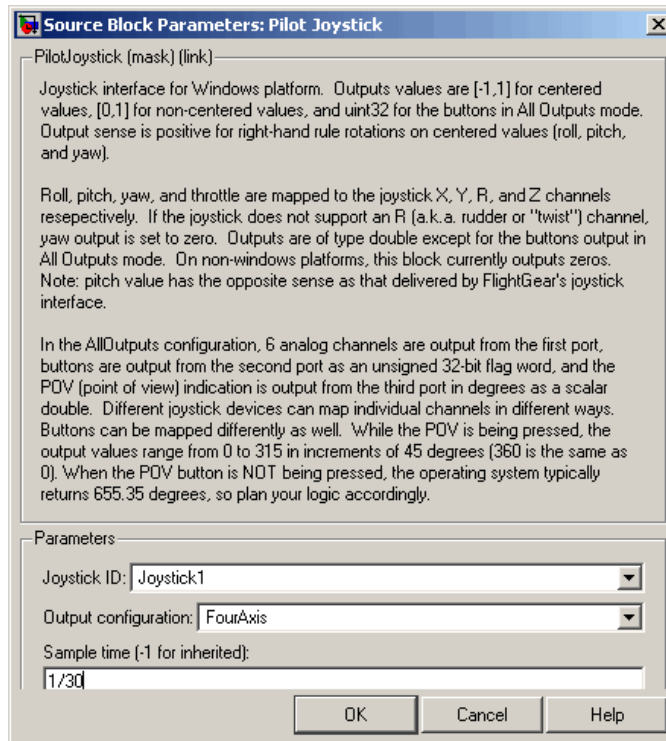 Source Block Parameters: Pilot Joystick
PilotJoystick (mask) (link)
Joystick interface for Windows platform.  Outputs values are [-1,1] for centered
values, [0,1] for non-centered values, and uint32 for the buttons in All Outputs mode.
Output sense is positive for right-hand rule rotations on centered values (roll, pitch,
and yaw).
Roll, pitch, yaw, and throttle are mapped to the joystick X, Y, R, and Z channels
resepectively.  If the joystick does not support an R (a.k.a. rudder or "twist") channel,
yaw output is set to zero.  Outputs are of type double except for the buttons output in
All Outputs mode.  On non-windows platforms, this block currently outputs zeros.
Note: pitch value has the opposite sense as that delivered by FlightGear's joystick
interface.
In the AllOutputs configuration, 6 analog channels are output from the first port,
buttons are output from the second port as an unsigned 32-bit flag word, and the
POV (point of view) indication is output from the third port in degrees as a scalar
double.  Different joystick devices can map individual channels in different ways.
Buttons can be mapped differently as well.  While the POV is being pressed, the
output values range from 0 to 315 in increments of 45 degrees (360 is the same as
0). When the POV button is NOT being pressed, the operating system typically
returns 655.35 degrees, so plan your logic accordingly.
Parameters
Joystick ID: Joystick1
Output configuration: FourAxis
Sample time (-1 for inherited):
1/30
OK Cancel Help